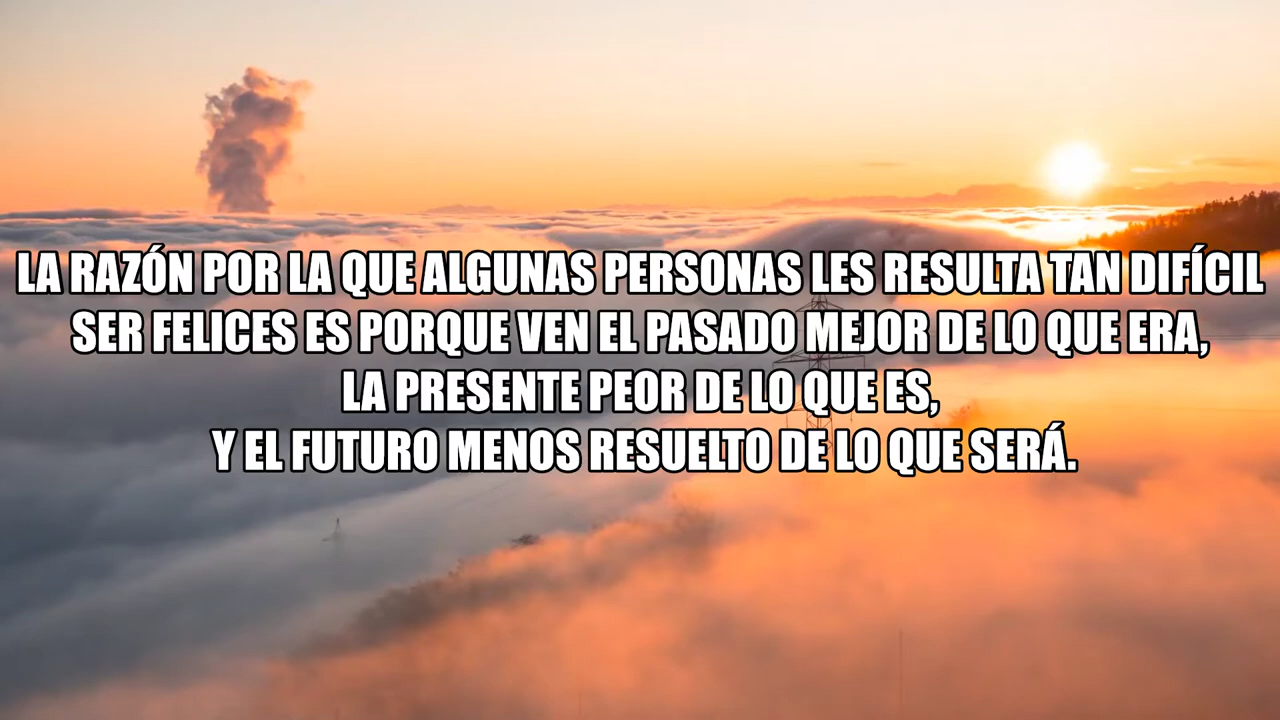 LA RAZÓN POR LA QUE ALGUNAS PERSONAS LES RESULTA TAN DIFÍCIL
SER FELICES ES PORQUE VEN EL PASADO MEJOR DE LO QUE ERA,
LA PRESENTE PEOR DE LO QUE ES,
Y EL FUTURO MENOS RESUELTO DE LO QUE SERÁ.